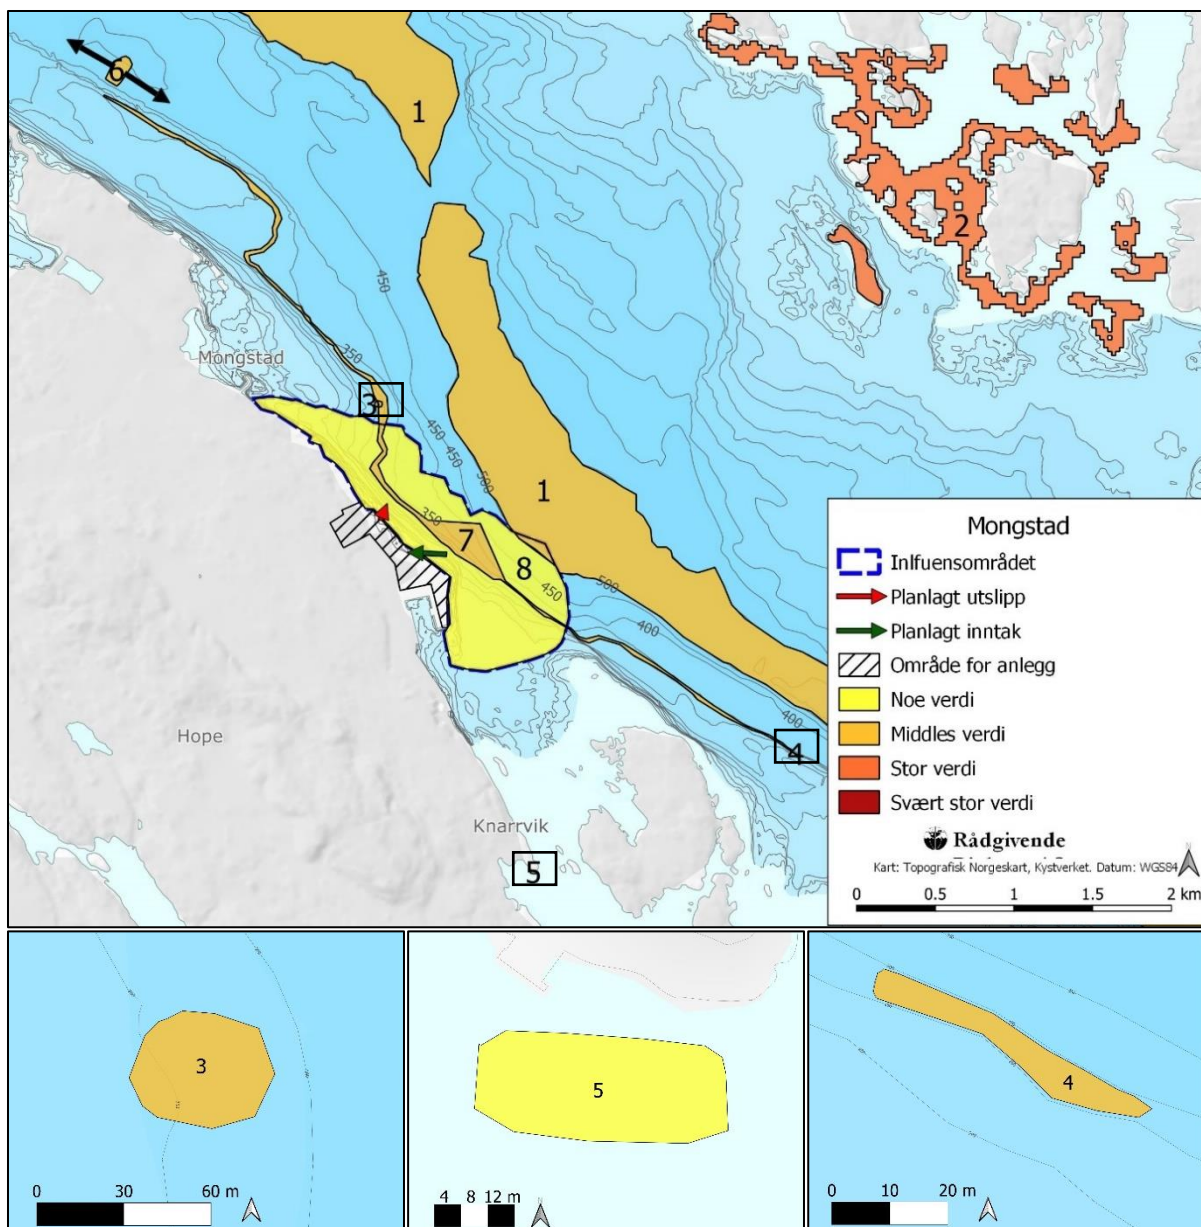 6
1
2
450
Mongstad
350
3
450
450
500
1
350
7
8
450
500
400
400
4
Hope
Knarrvik
5
Mongstad
Inlfuensområdet
Planlagt utslipp
Planlagt inntak
Område for anlegg
Noe verdi
Middles verdi
Stor verdi
Svært stor verdi
Rådgivende
Kart: Topografisk Norgeskart, Kystverket. Datum: WGS84
0 0.5 1 1.5 2 km
3
0 30 60 m
5
4 8 12 m
N
4
0 10 20 m